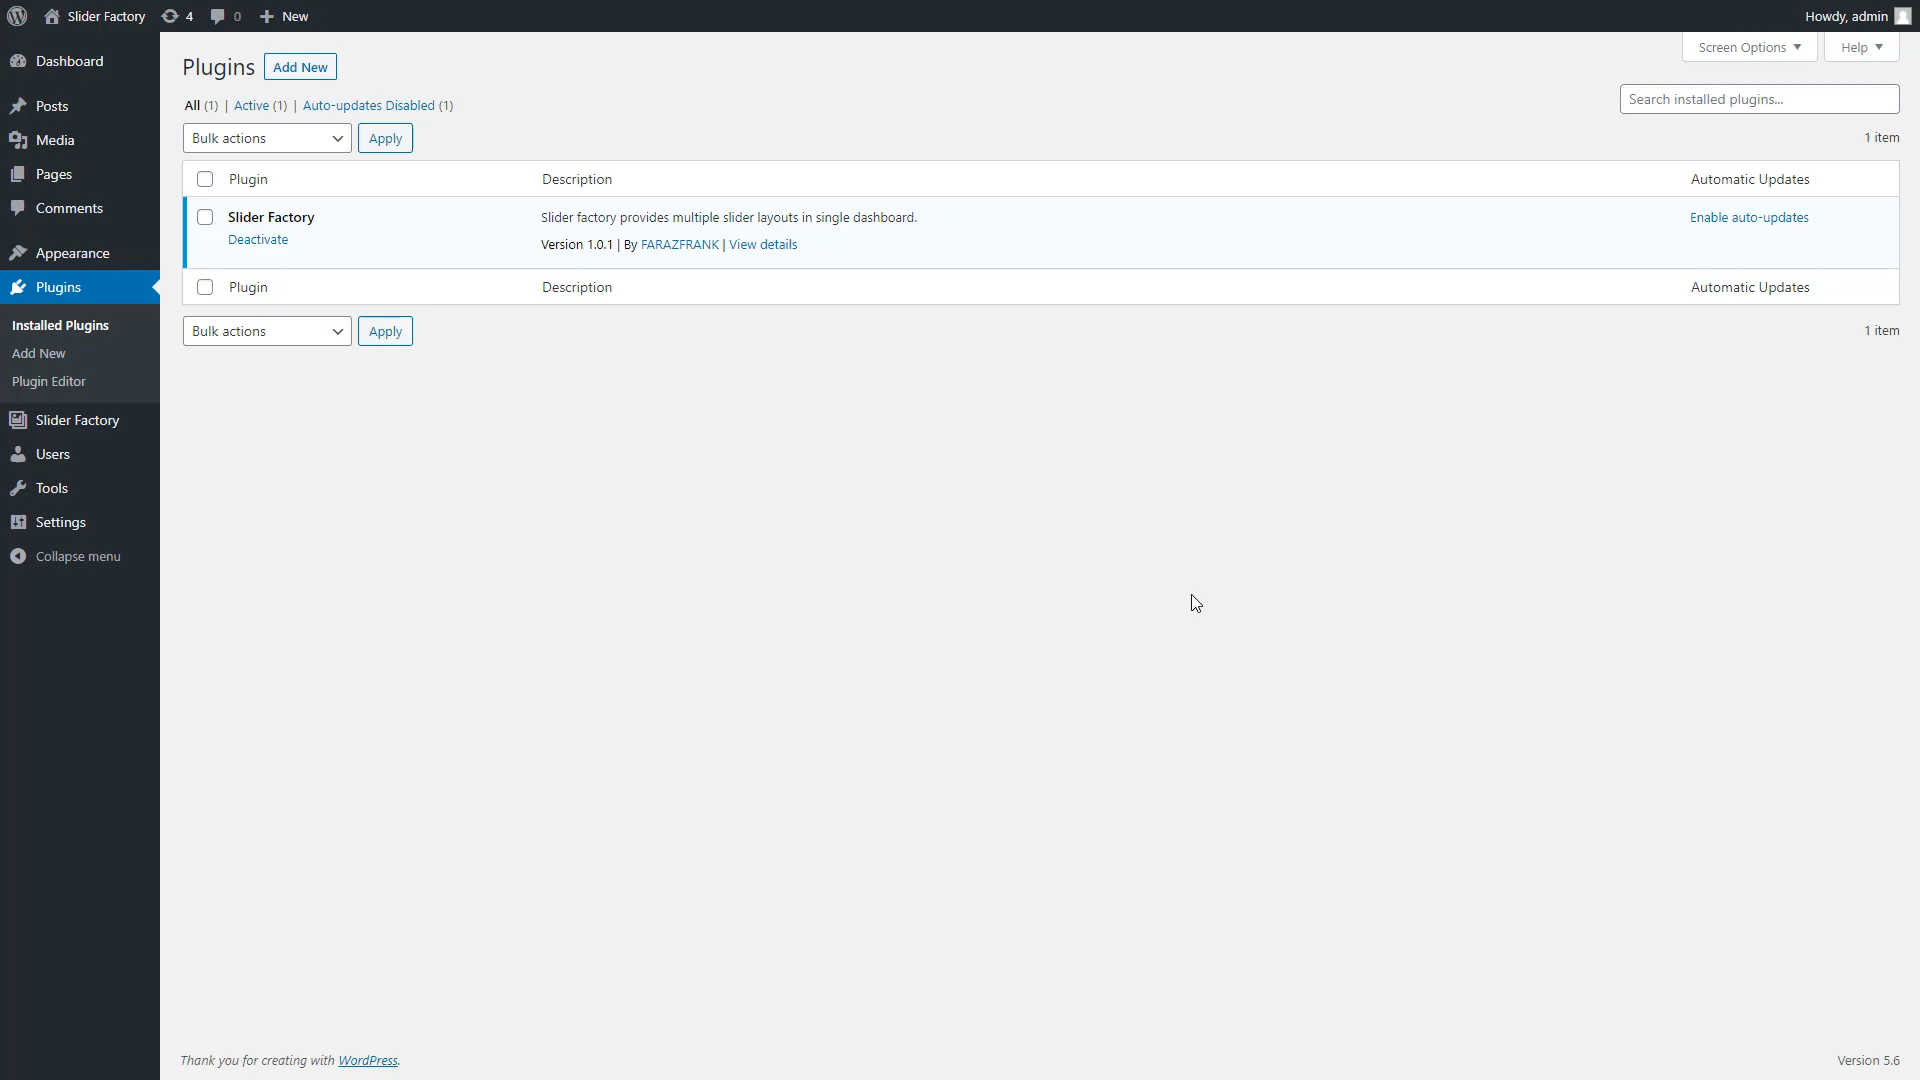 Slider Factory 4 0 New Howdy, admin
Dashboard
Posts
Media
Pages
Comments
Appearance
Plugins
Installed Plugins
Add New
Plugin Editor
Slider Factory
Users
Tools
Settings
Collapse menu
Screen Options Help
Plugins Add New
All (1) | Active (1) | Auto-updates Disabled (1)
Search installed plugins...
Bulk actions Apply 1 item
Plugin Description Automatic Updates
Slider Factory Slider factory provides multiple slider layouts in single dashboard. Enable auto-updates
Deactivate Version 1.0.1 | By FARAZFRANK | View details
Plugin Description Automatic Updates
Bulk actions Apply 1 item
Thank you for creating with WordPress. Version 5.6